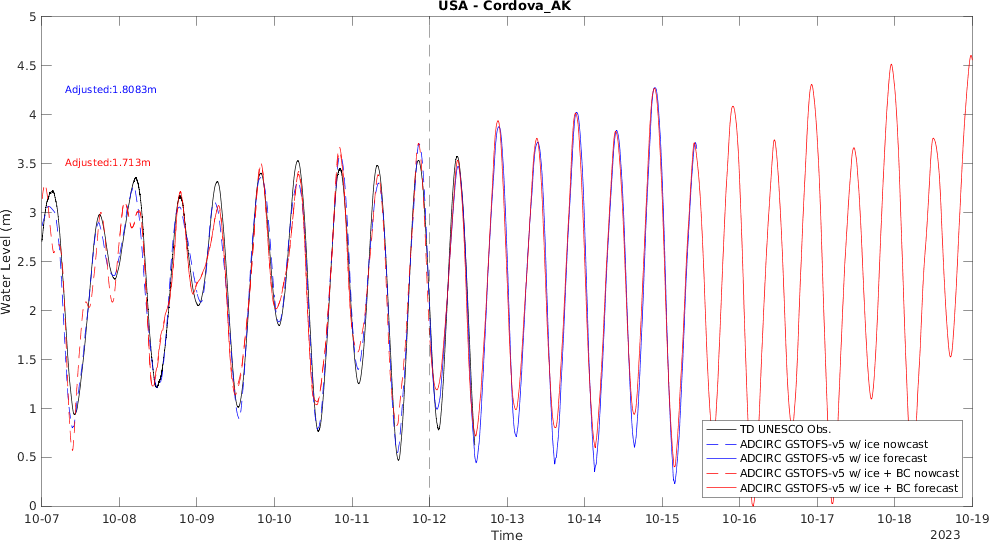 USA - Cordova_AK
Water Level (m)
5
4.5
4
3.5
3
2.5
2
1.5
1
0.5
0
Adjusted:1.8083m
Adjusted:1.713m
TD UNESCO Obs.
ADCIRC GSTOFS-v5 w/ ice nowcast
ADCIRC GSTOFS-v5 w/ ice forecast
ADCIRC GSTOFS-v5 w/ ice + BC nowcast
ADCIRC GSTOFS-v5 w/ ice + BC forecast
10-07 10-08 10-09 10-10 10-11 10-12 10-13 10-14 10-15 10-16 10-17 10-18 10-19
Time
2023